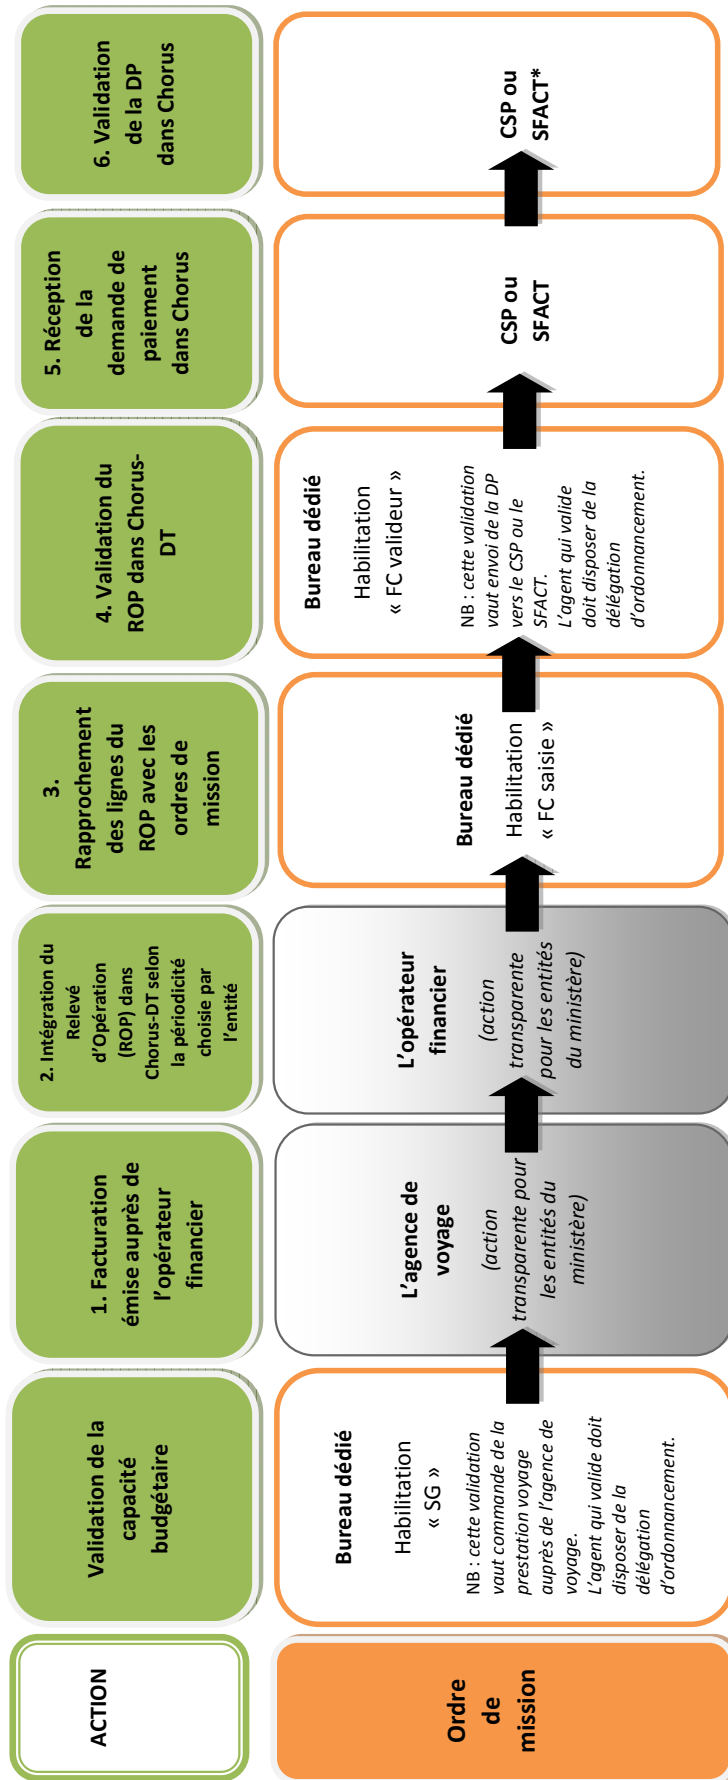 ACTION
Validation de la
capacité
budgétaire
1. Facturation
émise auprès de
l'opérateur
financier
2. Intégration du
Relevé
d'Opération
(ROP) dans
Chorus-DT selon
la périodicité
choisie par
l'entité
3.
Rapprochement
des lignes du
ROP avec les
ordres de
mission
4. Validation du
ROP dans Chorus-
DT
5. Réception
de la
demande de
paiement
dans Chorus
6. Validation
de la DP
dans Chorus
Ordre
de
mission
Bureau dédié
Habilitation
« SG »
NB : cette validation
vaut commande de la
prestation voyage
auprès de l'agence de
voyage.
L'agent qui valide doit
disposer de la
délégation
d'ordonnancement.
L'agence de
voyage
(action
transparente pour
les entités du
ministère)
L'opérateur
financier
(action
transparente
pour les entités
du ministère)
Bureau dédié
Habilitation
« FC saisie »
Bureau dédié
Habilitation
« FC valideur »
NB : cette validation
vaut envoi de la DP
vers le CSP ou le
SFACT.
L'agent qui valide
doit disposer de la
délégation
d'ordonnancement.
CSP ou
SFACT
CSP ou
SFACT*